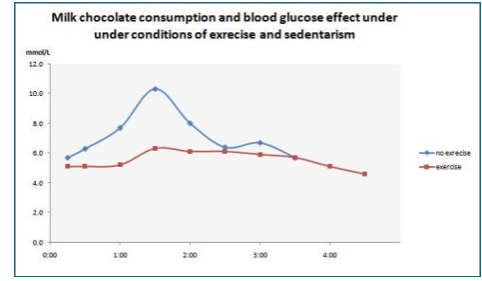 Milk chocolate consumption and blood glucose effect under
under conditions of exrecise and sedentarism
mmol/L
12.0
10.0
8.0
6.0
4.0
2.0
0.0
0:00 1:00 2:00 3:00 4:00
no exrecise
exercise